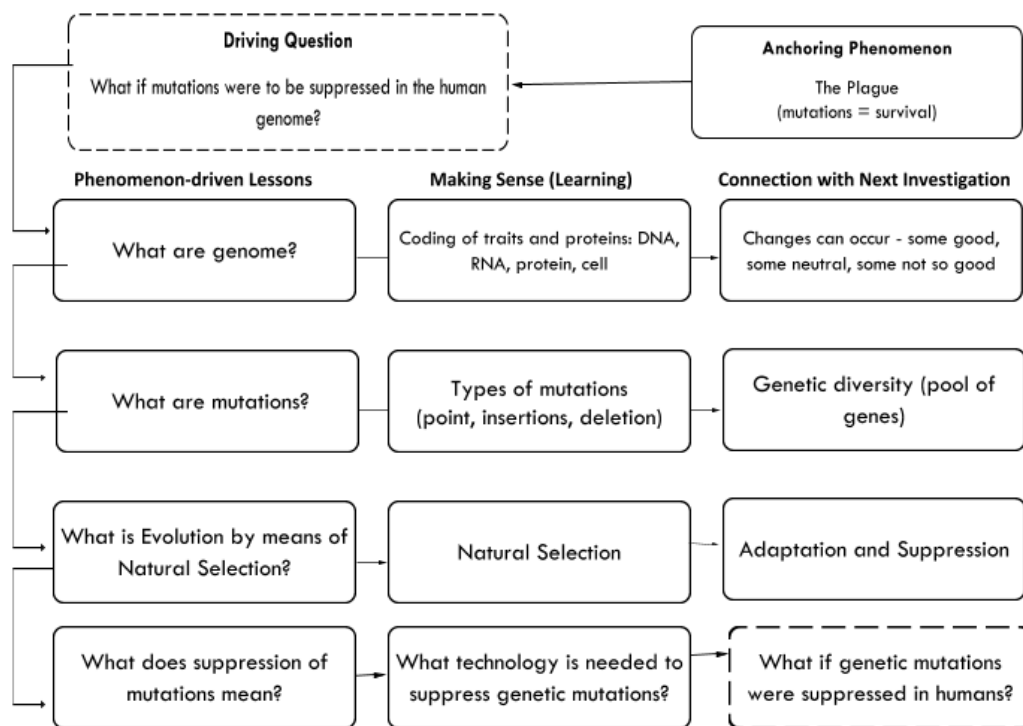 Driving Question
What if mutations were to be suppressed in the human
genome?
Anchoring Phenomenon
The Plague
(mutations = survival)
Phenomenon-driven Lessons
Making Sense (Learning)
Connection with Next Investigation
What are genome?
Coding of traits and proteins: DNA,
RNA, protein, cell
Changes can occur - some good,
some neutral, some not so good
What are mutations?
Types of mutations
(point, insertions, deletion)
Genetic diversity (pool of
genes)
What is Evolution by means of
Natural Selection?
Natural Selection
Adaptation and Suppression
What does suppression of
mutations mean?
What technology is needed to
suppress genetic mutations?
What if genetic mutations
were suppressed in humans?